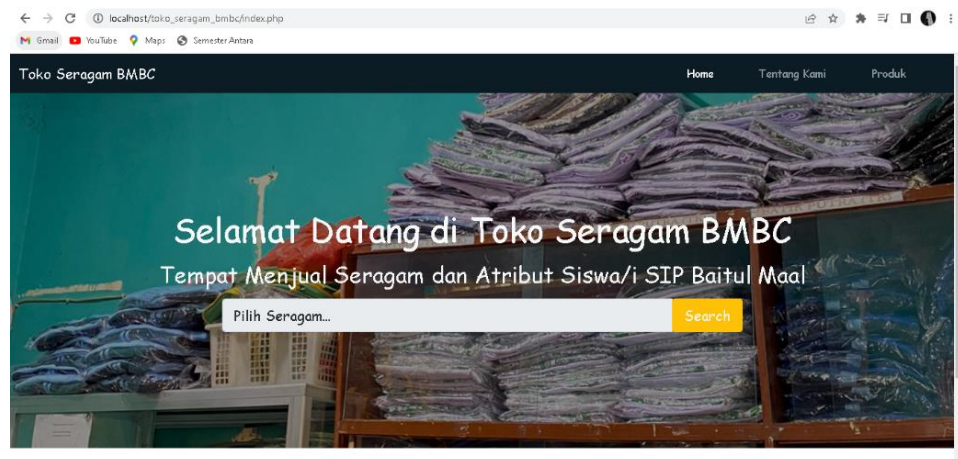 localhost/toko_seragam_bmbc/index.php
Gmail YouTube Maps Semester Antara
Toko Seragam BMBC Home Tentang Kami Produk
Selamat Datang di Toko Seragam BMBC
Tempat Menjual Seragam dan Atribut Siswa/i SIP Baitul Maal
Pilih Seragam... Search